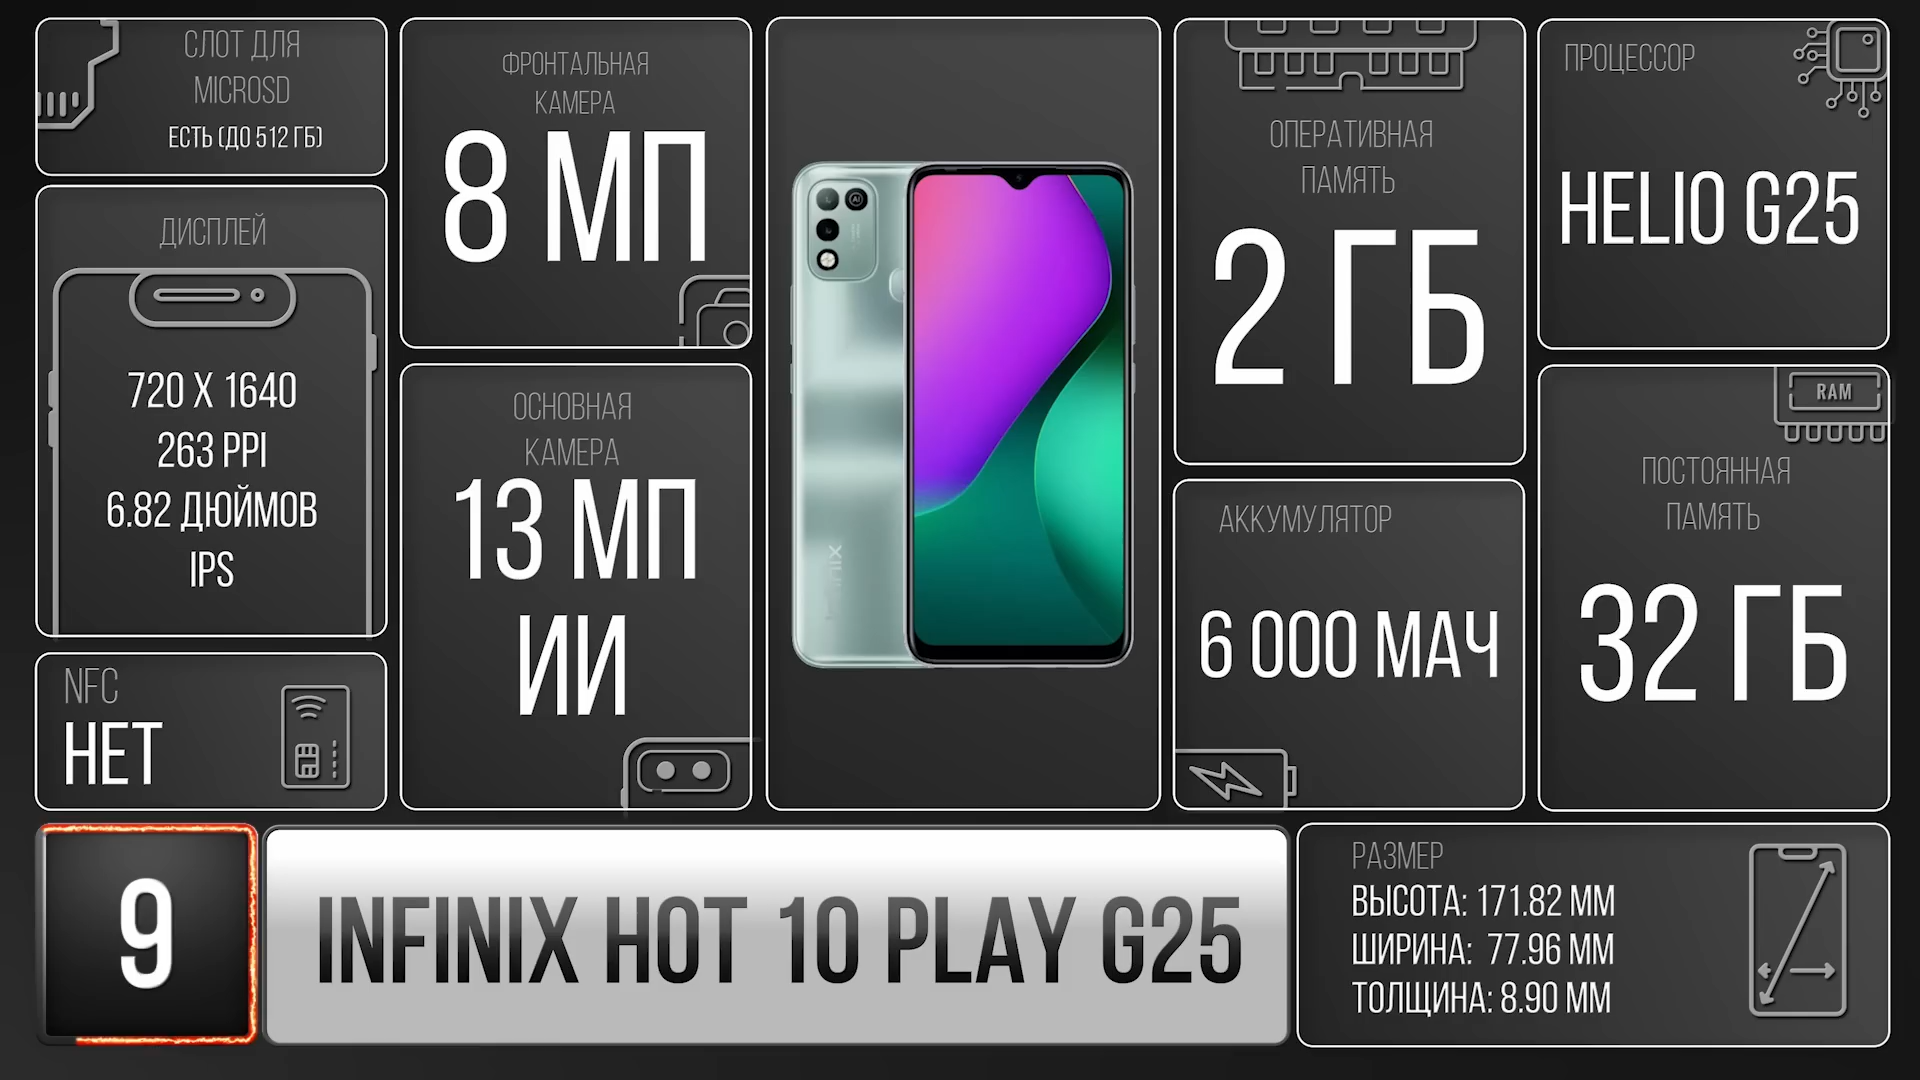 СЛОТ ДЛЯ
MICROSD
ЕСТЬ (ДО 512 ГБ)
ДИСПЛЕЙ
720 X 1640
263 PPI
6.82 ДЮЙМОВ
IPS
NFC
НЕТ
ФРОНТАЛЬНАЯ
КАМЕРА
8 МП
ОСНОВНАЯ
КАМЕРА
13 МП
ИИ
AI
Infinix
ОПЕРАТИВНАЯ
ПАМЯТЬ
2 ГБ
АККУМУЛЯТОР
6 000 МАЧ
ПРОЦЕССОР
HELIO G25
RAM
ПОСТОЯННАЯ
ПАМЯТЬ
32 ГБ
9
INFINIX HOT 10 PLAY G25
РАЗМЕР
ВЫСОТА: 171.82 ММ
ШИРИНА: 77.96 ММ
ТОЛЩИНА: 8.90 ММ